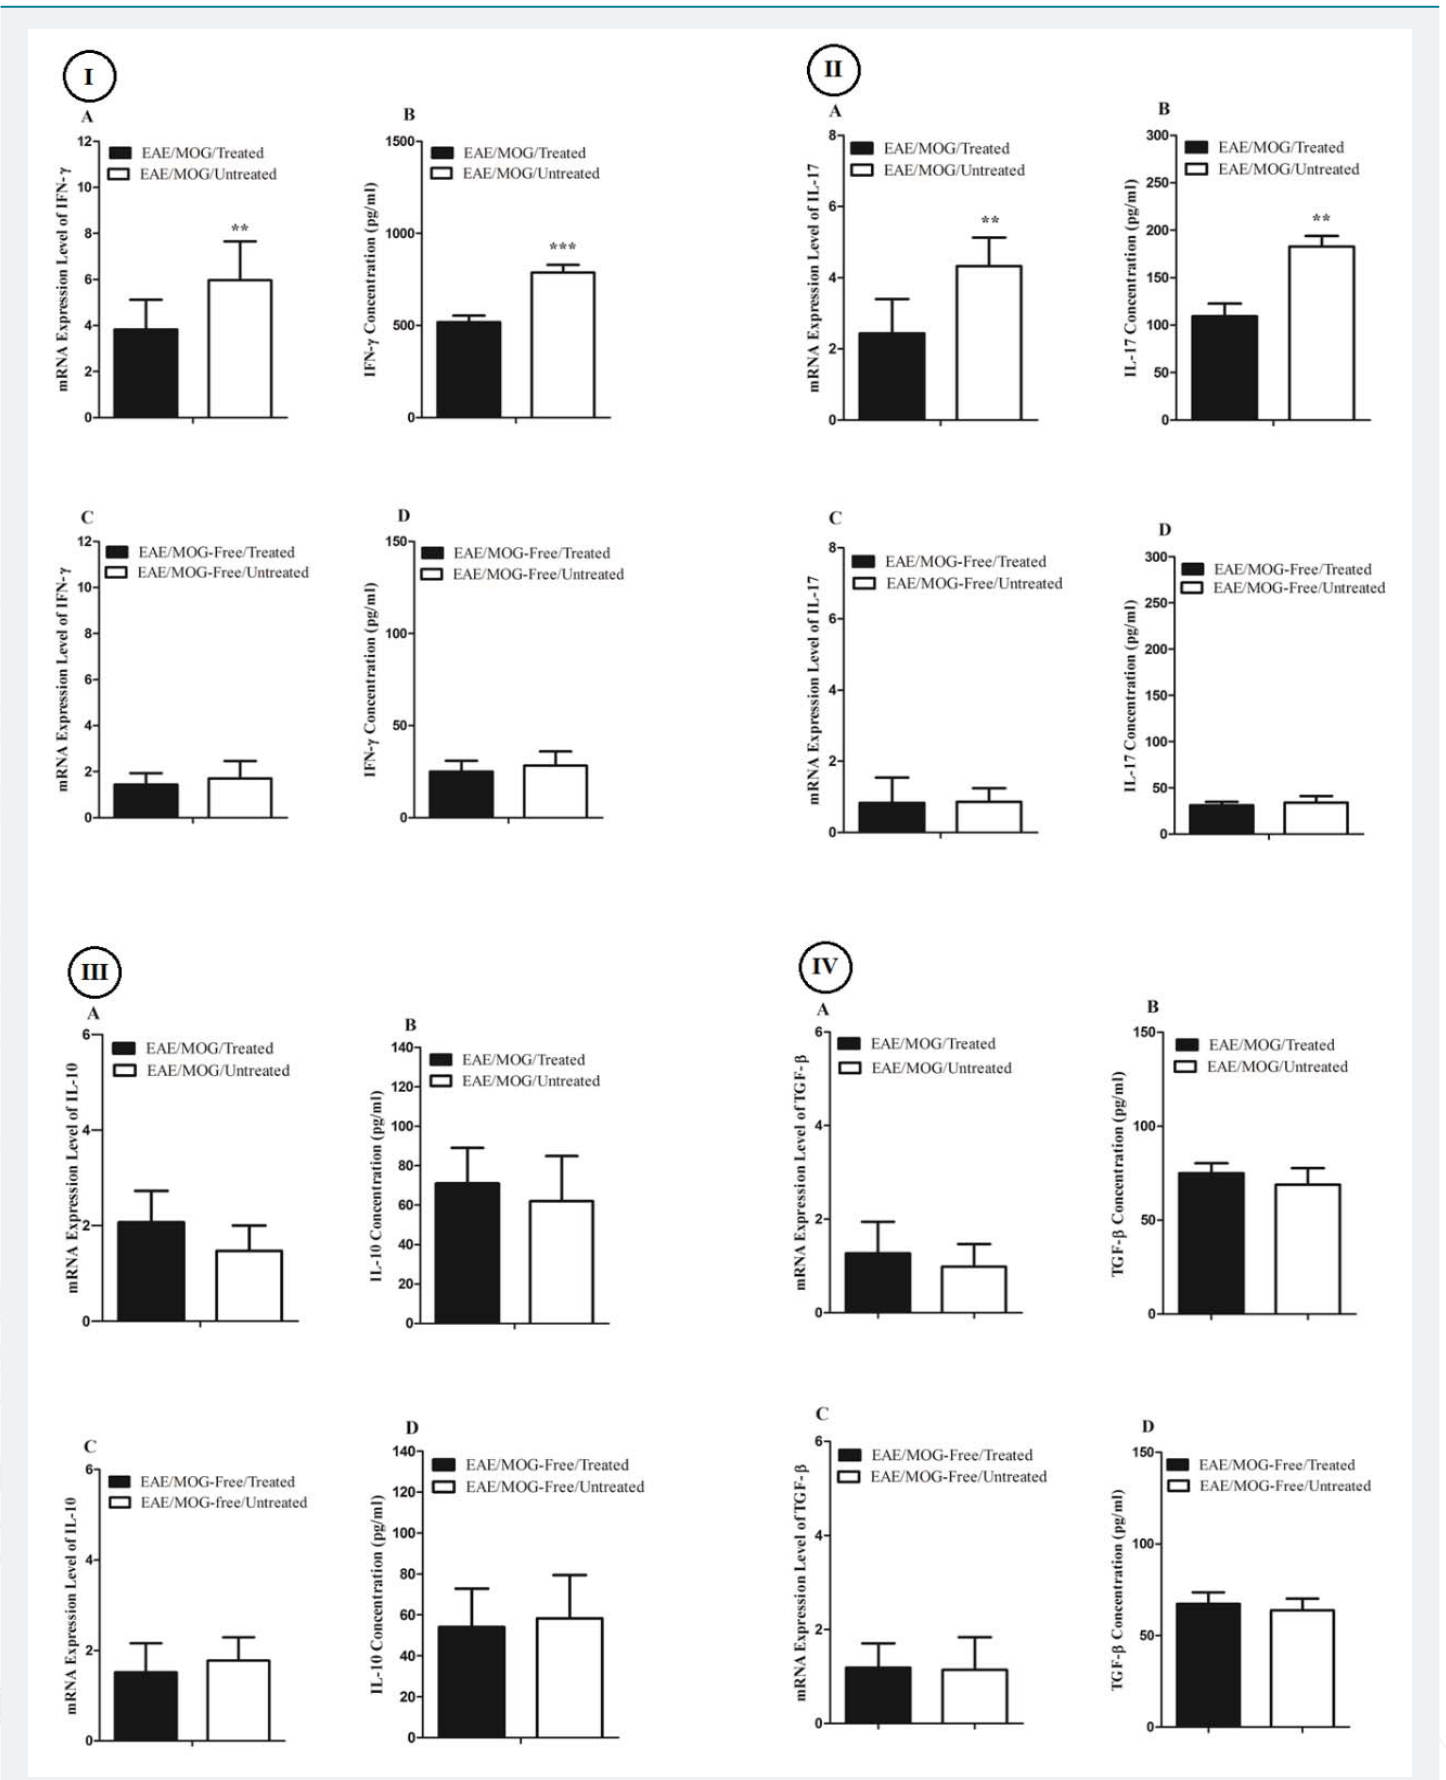 I
A
mRNA Expression Level of IFN-γ
12
10
8
6
4
2
0
EAE/MOG/Treated
EAE/MOG/Untreated
**
B
IFN-γ Concentration (pg/ml)
1500
1000
500
0
EAE/MOG/Treated
EAE/MOG/Untreated
***
C
mRNA Expression Level of IFN-γ
12
10
8
6
4
2
0
EAE/MOG-Free/Treated
EAE/MOG-Free/Untreated
D
IFN-γ Concentration (pg/ml)
150
100
50
0
EAE/MOG-Free/Treated
EAE/MOG-Free/Untreated
II
A
mRNA Expression Level of IL-17
8
6
4
2
0
EAE/MOG/Treated
EAE/MOG/Untreated
**
B
IL-17 Concentration (pg/ml)
300
250
200
150
100
50
0
EAE/MOG/Treated
EAE/MOG/Untreated
**
C
mRNA Expression Level of IL-17
8
6
4
2
0
EAE/MOG-Free/Treated
EAE/MOG-Free/Untreated
D
IL-17 Concentration (pg/ml)
300
250
200
150
100
50
0
EAE/MOG-Free/Treated
EAE/MOG-Free/Untreated
III
A
mRNA Expression Level of IL-10
6
4
2
0
EAE/MOG/Treated
EAE/MOG/Untreated
B
IL-10 Concentration (pg/ml)
140
120
100
80
60
40
20
0
EAE/MOG/Treated
EAE/MOG/Untreated
C
mRNA Expression Level of IL-10
6
4
2
0
EAE/MOG-Free/Treated
EAE/MOG-free/Untreated
D
IL-10 Concentration (pg/ml)
140
120
100
80
60
40
20
0
EAE/MOG-Free/Treated
EAE/MOG-Free/Untreated
IV
A
mRNA Expression Level of TGF-β
6
4
2
0
EAE/MOG/Treated
EAE/MOG/Untreated
B
TGF-β Concentration (pg/ml)
150
100
50
0
EAE/MOG/Treated
EAE/MOG/Untreated
C
mRNA Expression Level of TGF-β
6
4
2
0
EAE/MOG-Free/Treated
EAE/MOG-Free/Untreated
D
TGF-β Concentration (pg/ml)
150
100
50
0
EAE/MOG-Free/Treated
EAE/MOG-Free/Untreated